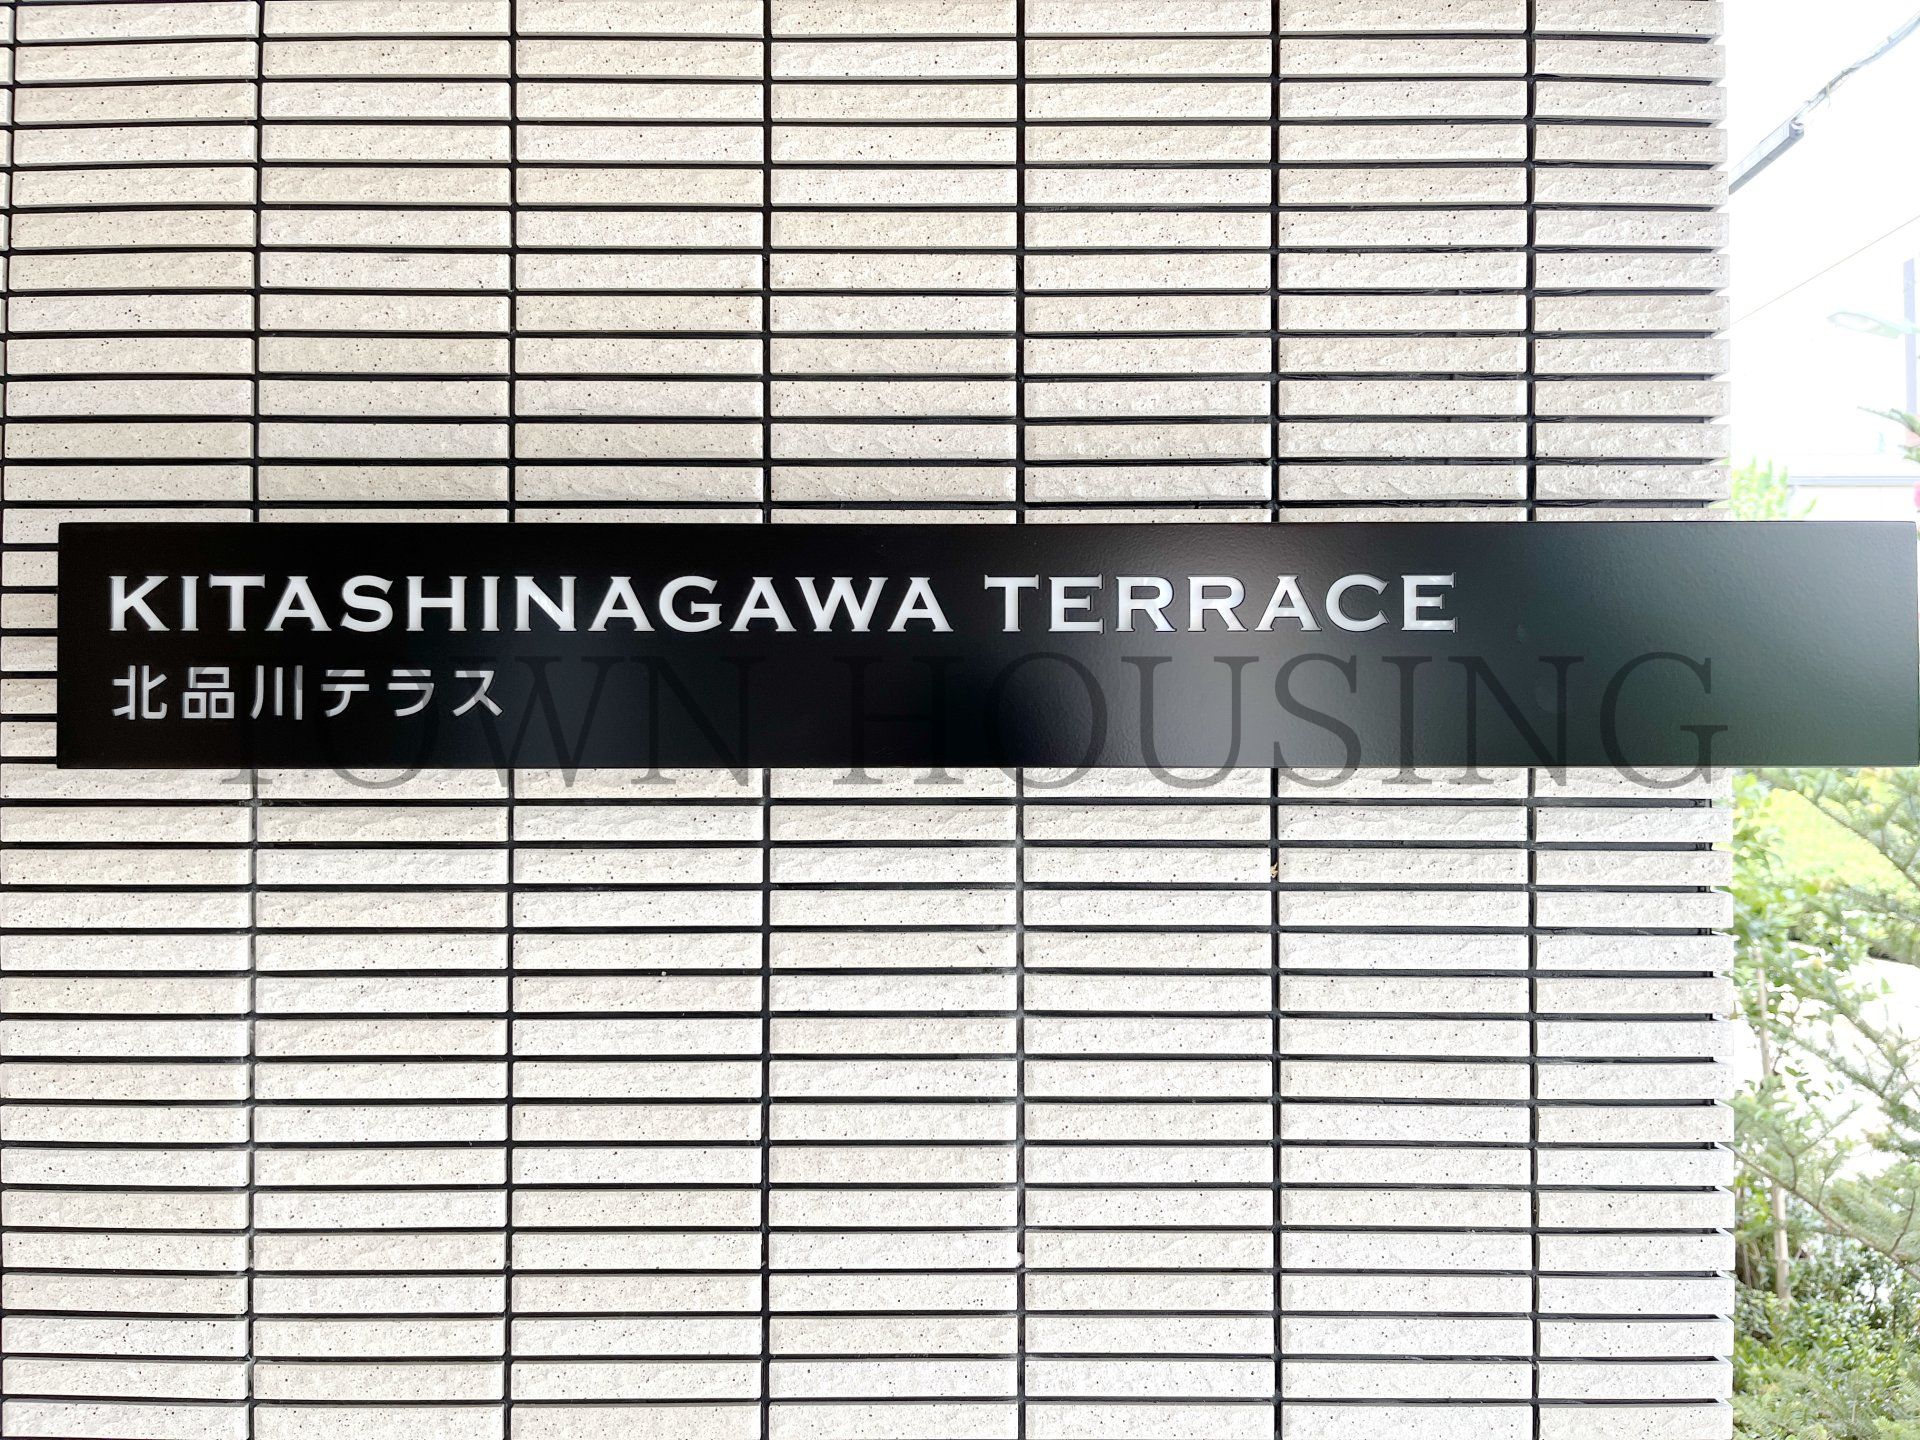 KITASHINAGAWA TERRACE
北品川テラス
TOWN HOUSING